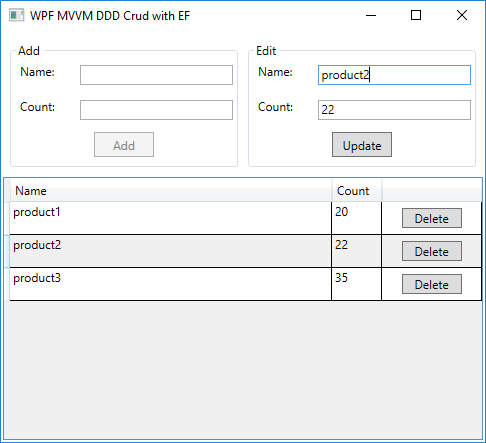 WPF MVVM DDD Crud with EF
Add
Name:
Count:
Add
Edit
Name: product2
Count: 22
Update
Name Count
product1 20 Delete
product2 22 Delete
product3 35 Delete